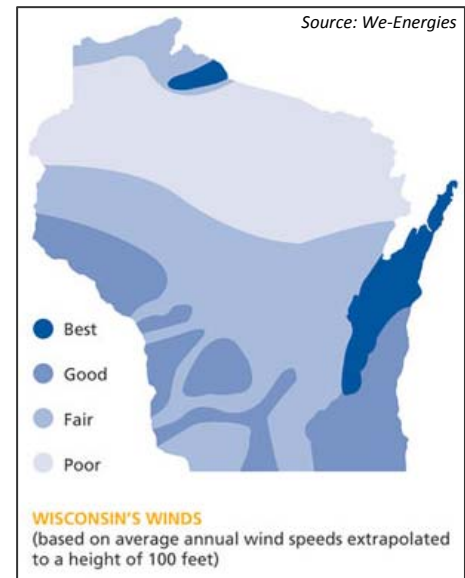 Source: We-Energies
Best
Good
Fair
Poor
WISCONSIN'S WINDS
(based on average annual wind speeds extrapolated
to a height of 100 feet)